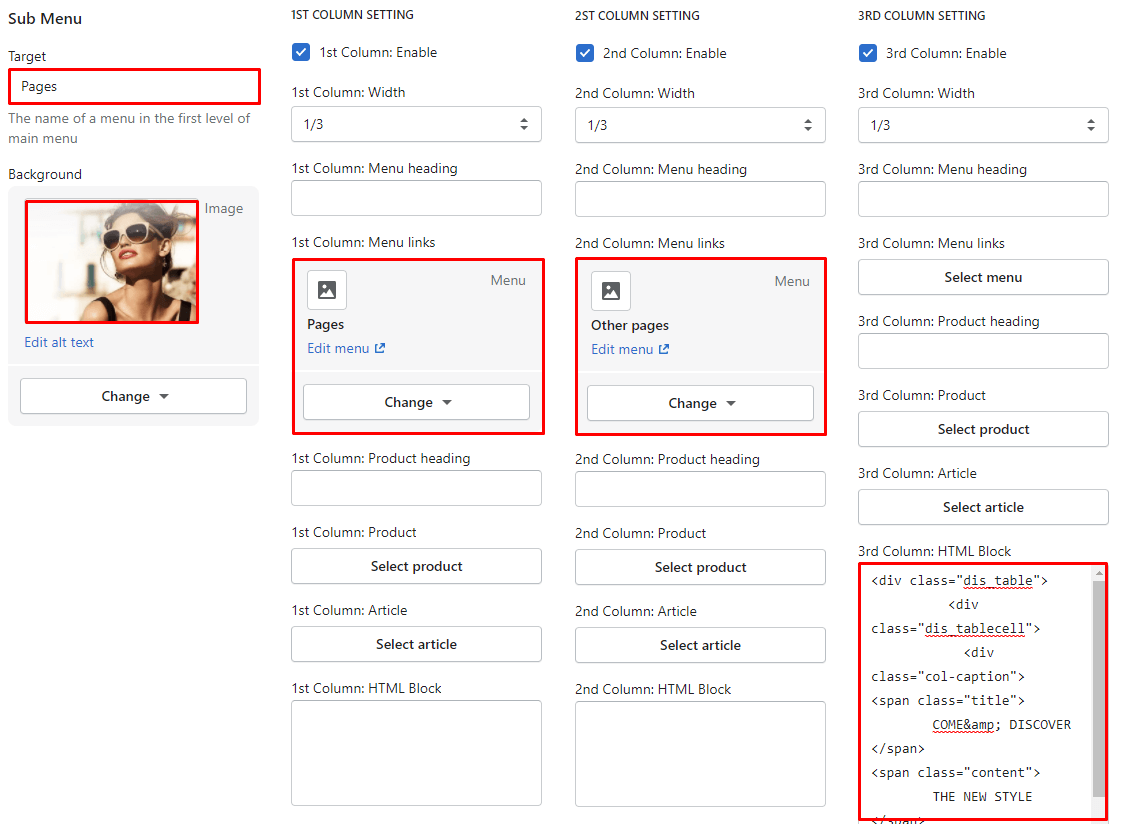 Sub Menu
Target
Pages
The name of a menu in the first level of
main menu
Background
Image
Edit alt text
Change
1ST COLUMN SETTING
1st Column: Enable
1st Column: Width
1/3
1st Column: Menu heading
1st Column: Menu links
Menu
Pages
Edit menu
Change
1st Column: Product heading
1st Column: Product
Select product
1st Column: Article
Select article
1st Column: HTML Block
2ST COLUMN SETTING
2nd Column: Enable
2nd Column: Width
1/3
2nd Column: Menu heading
2nd Column: Menu links
Menu
Other pages
Edit menu
Change
2nd Column: Product heading
2nd Column: Product
Select product
2nd Column: Article
Select article
2nd Column: HTML Block
3RD COLUMN SETTING
3rd Column: Enable
3rd Column: Width
1/3
3rd Column: Menu heading
3rd Column: Menu links
Select menu
3rd Column: Product heading
3rd Column: Product
Select product
3rd Column: Article
Select article
3rd Column: HTML Block
<div class="dis_table">
<div
class="dis_tablecell">
<div
class="col-caption">
<span class="title">
COME&amp; DISCOVER
</span>
<span class="content">
THE NEW STYLE
</span>